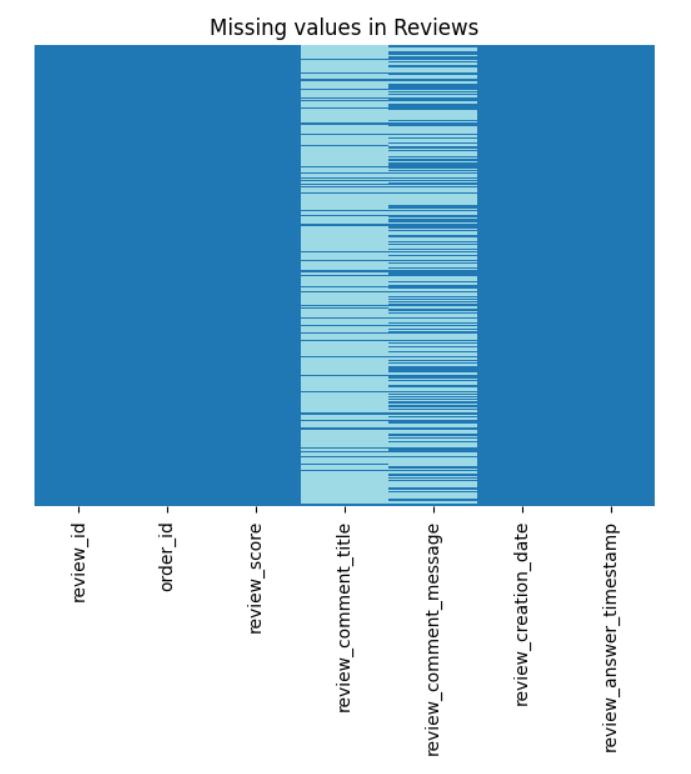 Missing values in Reviews
review_id
order_id
review_score
review_comment_title
review_comment_message
review_creation_date
review_answer_timestamp